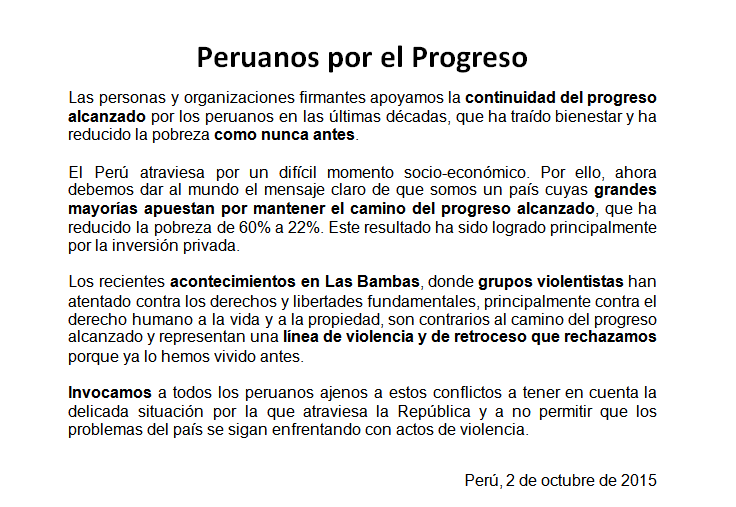 Peruanos por el Progreso
Las personas y organizaciones firmantes apoyamos la continuidad del progreso
alcanzado por los peruanos en las últimas décadas, que ha traído bienestar y ha
reducido la pobreza como nunca antes.
El Perú atraviesa por un difícil momento socio-económico. Por ello, ahora
debemos dar al mundo el mensaje claro de que somos un país cuyas grandes
mayorías apuestan por mantener el camino del progreso alcanzado, que ha
reducido la pobreza de 60% a 22%. Este resultado ha sido logrado principalmente
por la inversión privada.
Los recientes acontecimientos en Las Bambas, donde grupos violentistas han
atentado contra los derechos y libertades fundamentales, principalmente contra el
derecho humano a la vida y a la propiedad, son contrarios al camino del progreso
alcanzado y representan una línea de violencia y de retroceso que rechazamos
porque ya lo hemos vivido antes.
Invocamos a todos los peruanos ajenos a estos conflictos a tener en cuenta la
delicada situación por la que atraviesa la República y a no permitir que los
problemas del país se sigan enfrentando con actos de violencia.
Perú, 2 de octubre de 2015